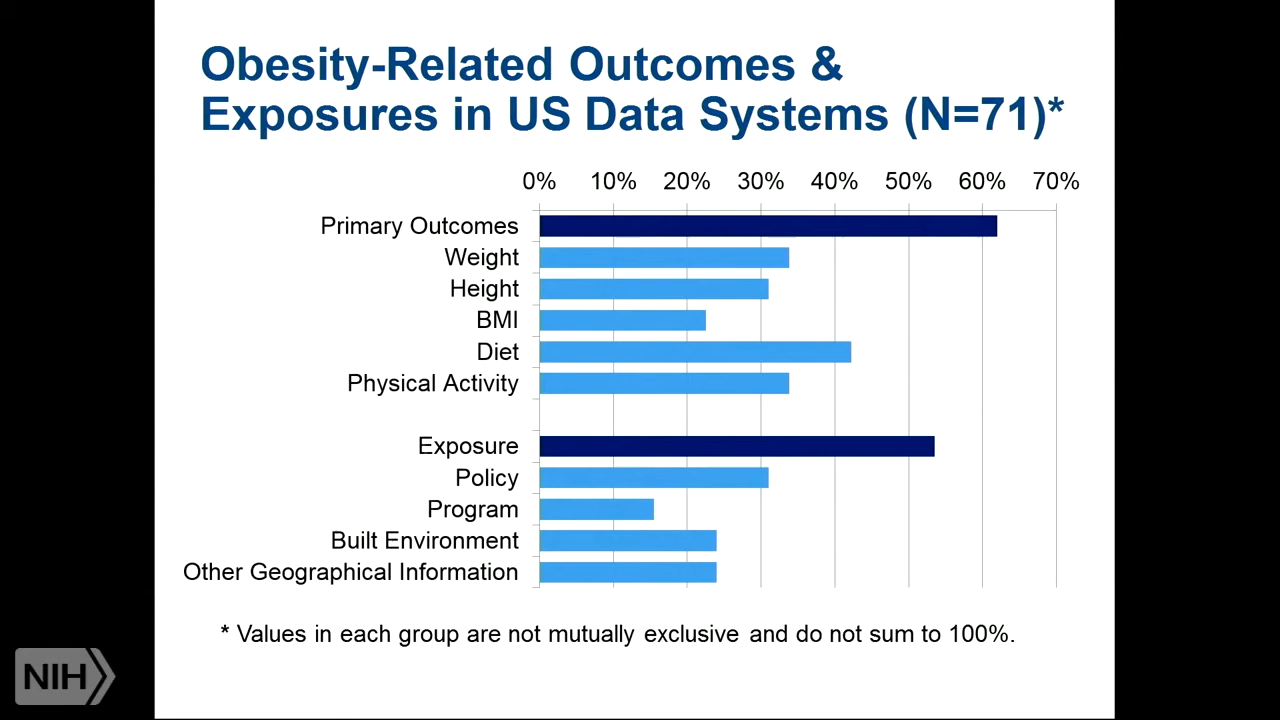 Obesity-Related Outcomes &
Exposures in US Data Systems (N=71)*
0% 10% 20% 30% 40% 50% 60% 70%
Primary Outcomes
Weight
Height
BMI
Diet
Physical Activity
Exposure
Policy
Program
Built Environment
Other Geographical Information
* Values in each group are not mutually exclusive and do not sum to 100%.
NIH